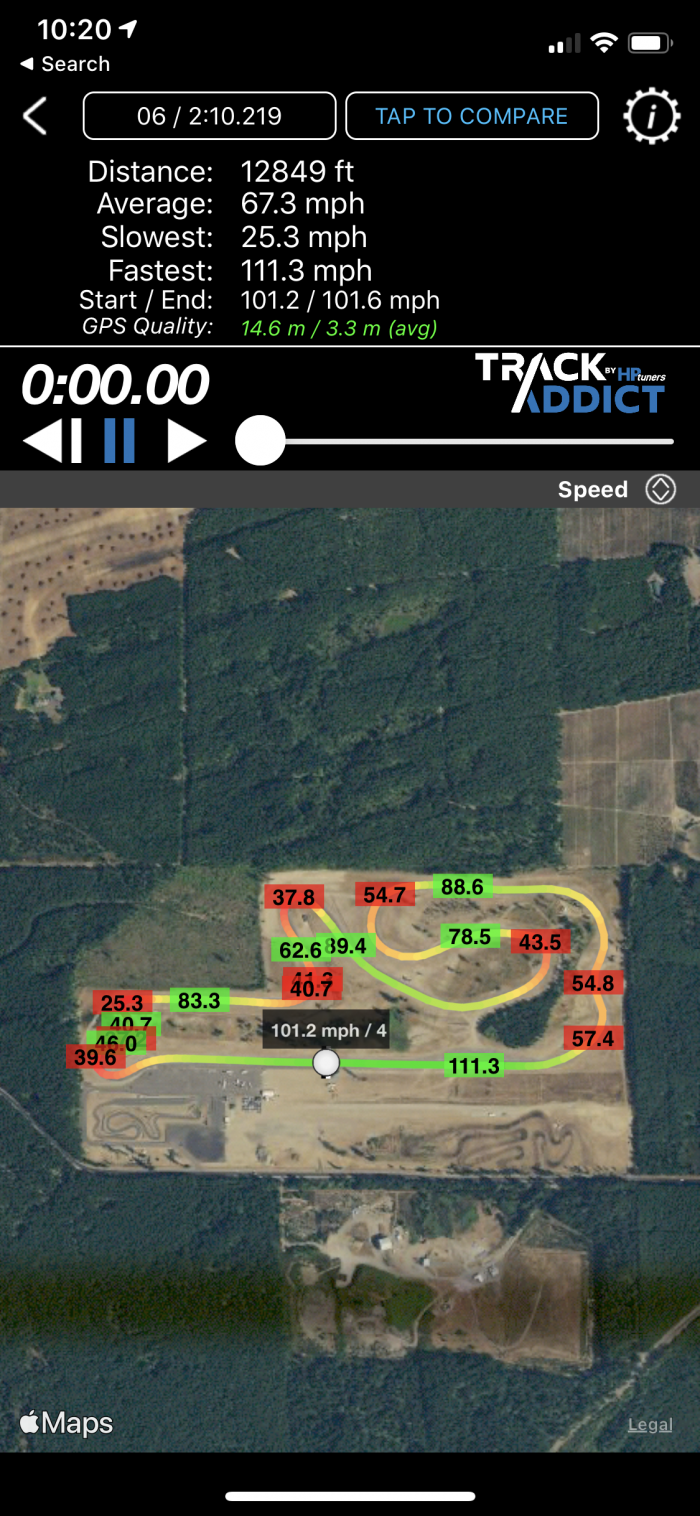 10:20
◀ Search
06 / 2:10.219
TAP TO COMPARE
i
Distance: 12849 ft
Average: 67.3 mph
Slowest: 25.3 mph
Fastest: 111.3 mph
Start / End: 101.2 / 101.6 mph
GPS Quality: 14.6 m / 3.3 m (avg)
0:00.00
TRACK BY HPtuners
ADDICT
Speed
37.8
54.7
88.6
62.6
89.4
78.5
43.5
40.7
54.8
25.3
83.3
40.7
46.0
39.6
101.2 mph / 4
57.4
111.3
Maps
Legal